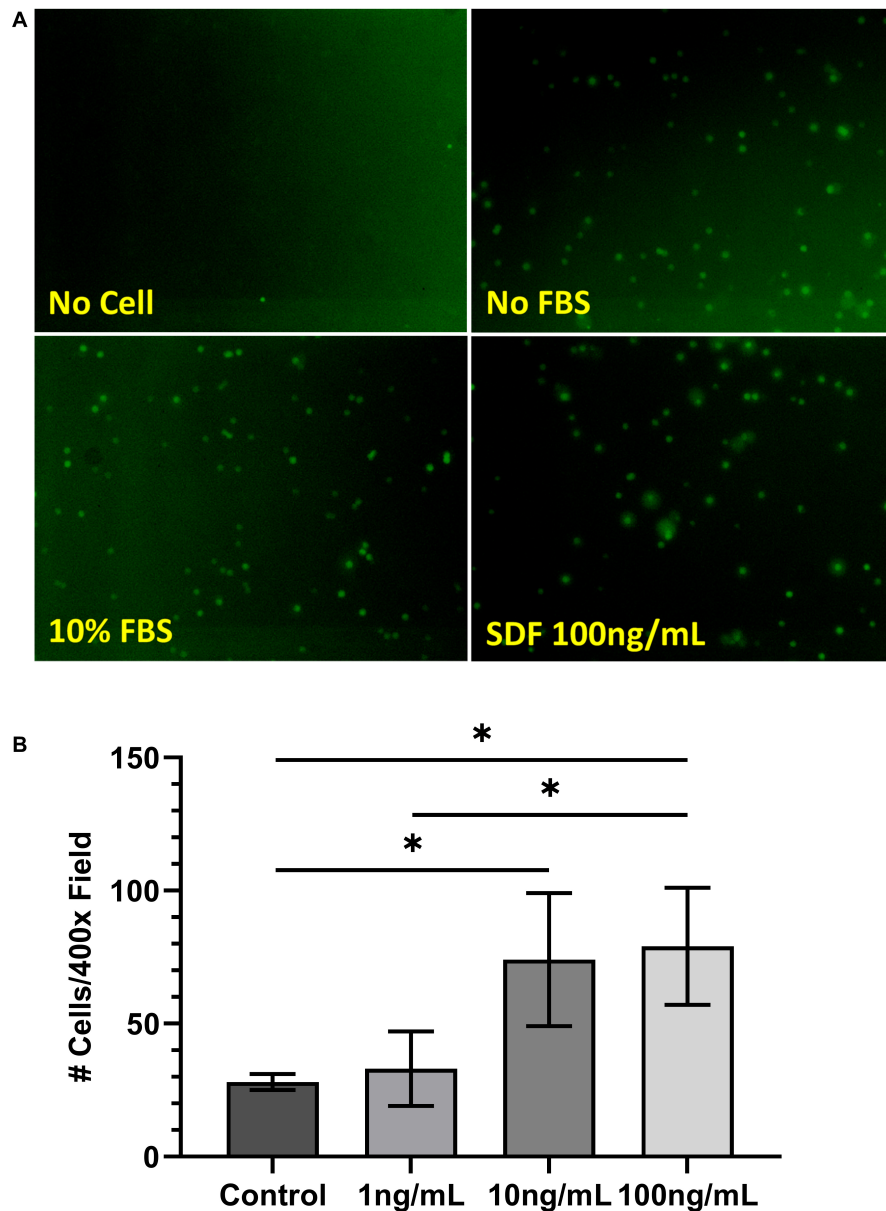 A
No Cell
No FBS
10% FBS
SDF 100ng/mL
B
# Cells/400x Field
150
100
50
0
*
*
*
Control 1ng/mL 10ng/mL 100ng/mL